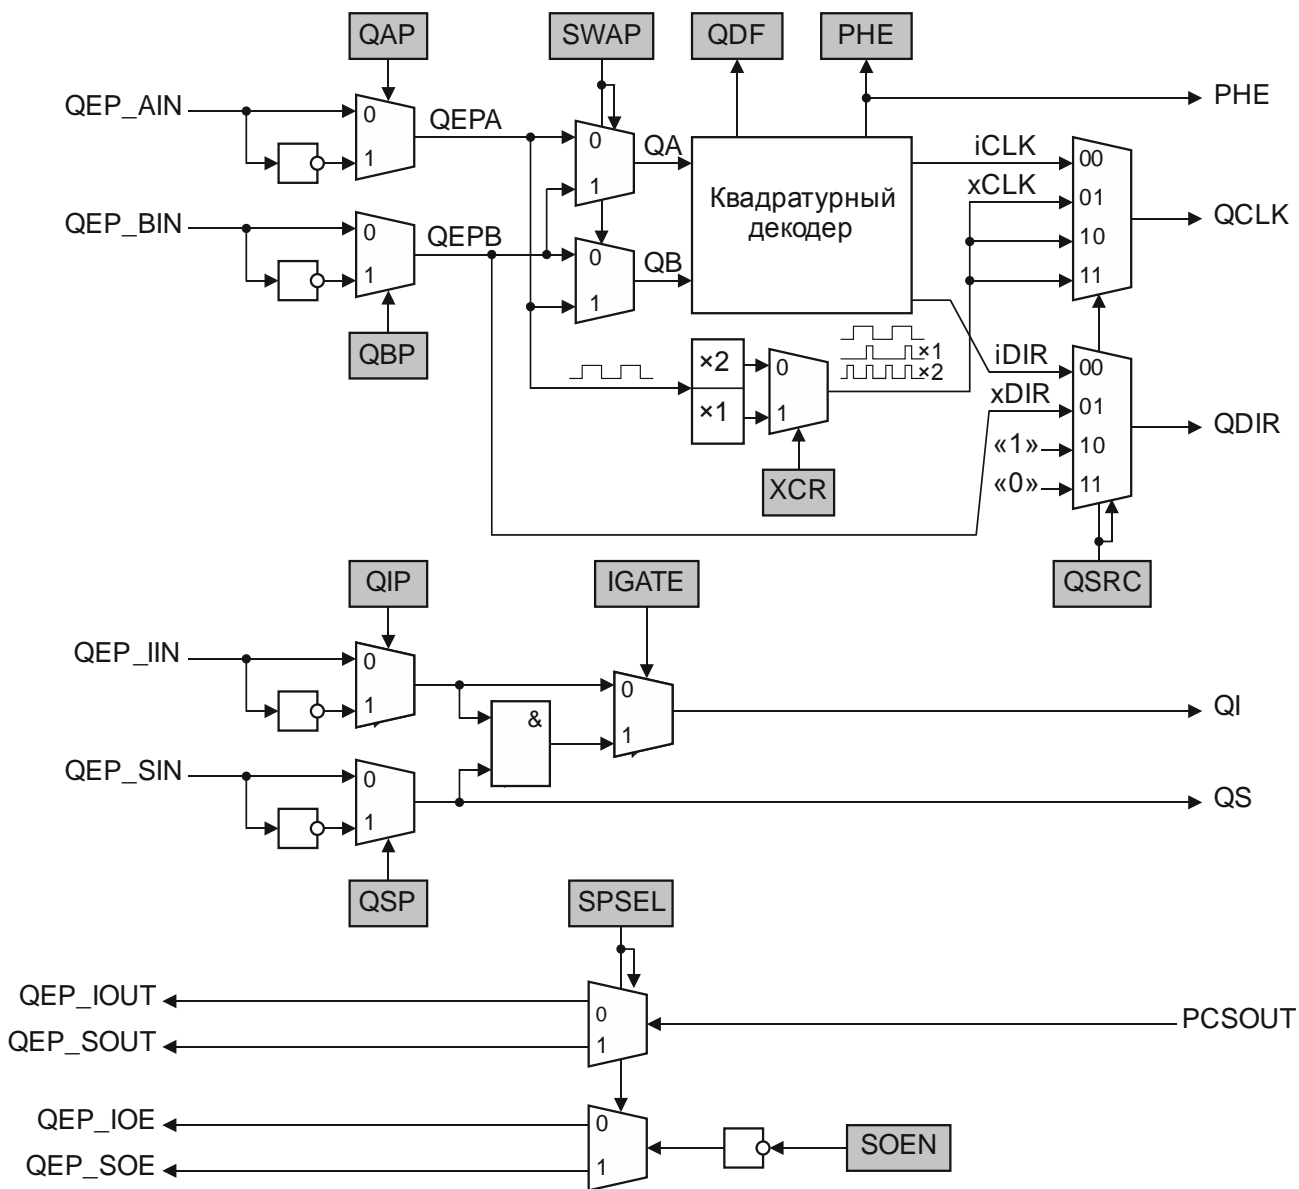 QAP
SWAP
QDF
PHE
QEP_AIN
0
1
QEPA
0
1
QA
Квадратурный
декодер
PHE
iCLK
xCLK
00
01
10
11
QCLK
QEP_BIN
0
1
QEPB
0
1
QB
QBP
×2
×1
0
1
×1
×2
XCR
iDIR
xDIR
«1»
«0»
00
01
10
11
QDIR
QSRC
QIP
IGATE
QEP_IIN
0
1
&
0
1
QI
QEP_SIN
0
1
QS
QSP
SPSEL
QEP_IOUT
0
PCSOUT
QEP_SOUT
1
QEP_IOE
0
SOEN
QEP_SOE
1